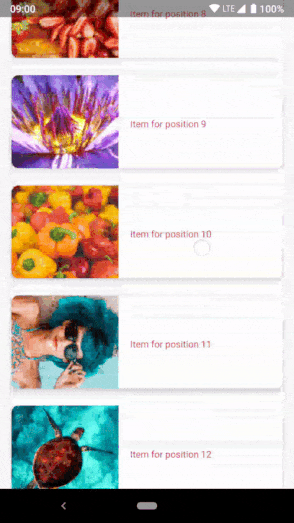 09:00 LTE 100%
Item for position 8
Item for position 9
Item for position 10
Item for position 11
Item for position 12